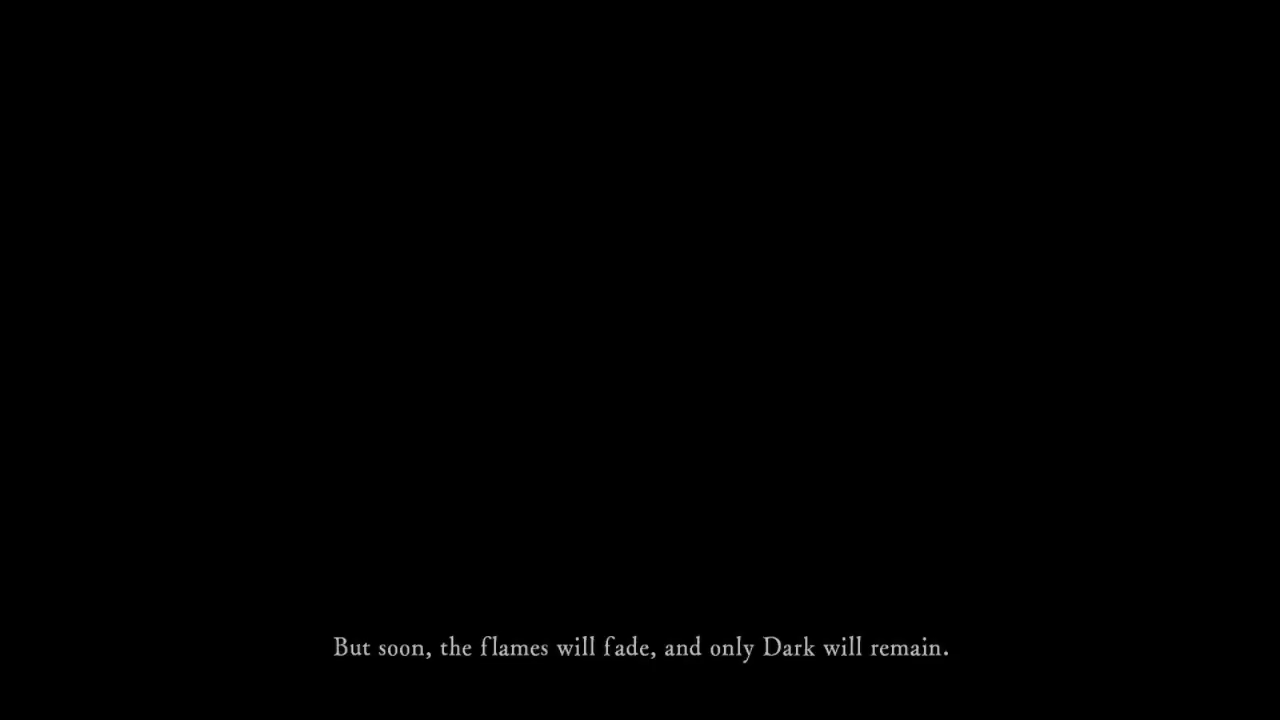 But soon, the flames will fade, and only Dark will remain.